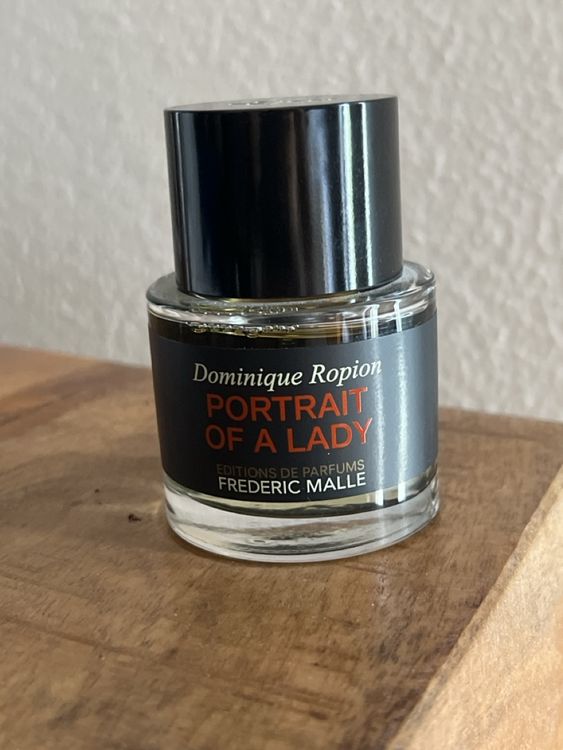 Dominique Ropion
PORTRAIT
OF A LADY
EDITIONS DE PARFUMS
FREDERIC MALLE